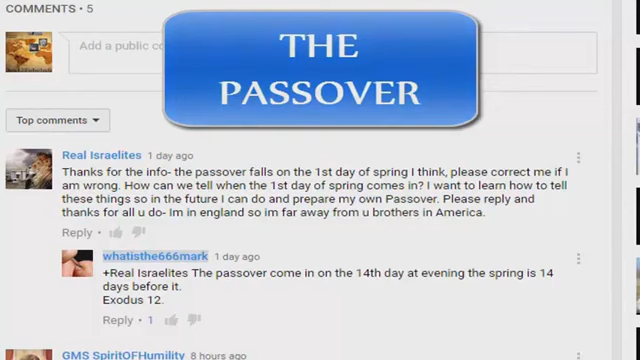 COMMENTS • 5
Add a public co
THE
PASSOVER
Top comments
Real Israelites 1 day ago
Thanks for the info- the passover falls on the 1st day of spring I think, please correct me if I
am wrong. How can we tell when the 1st day of spring comes in? I want to learn how to tell
these things so in the future I can do and prepare my own Passover. Please reply and
thanks for all u do- Im in england so im far away from u brothers in America.
Reply •
whatisthe666mark 1 day ago
+Real Israelites The passover come in on the 14th day at evening the spring is 14
days before it.
Exodus 12.
Reply • 1
GMS SpiritOFHumility 8 hours ago